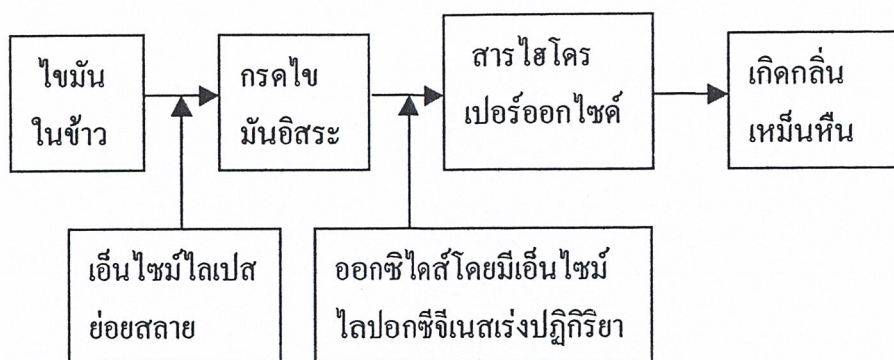 ไขมัน
ในข้าว
กรดไข
มันอิสระ
สารไฮโดร
เปอร์ออกไซด์
เกิดกลิ่น
เหม็นหืน
เอ็นไซม์ไลเปส
ย่อยสลาย
ออกซิไดส์โดยมีเอ็นไซม์
ไลปอกซีจีเนสเร่งปฏิกิริยา